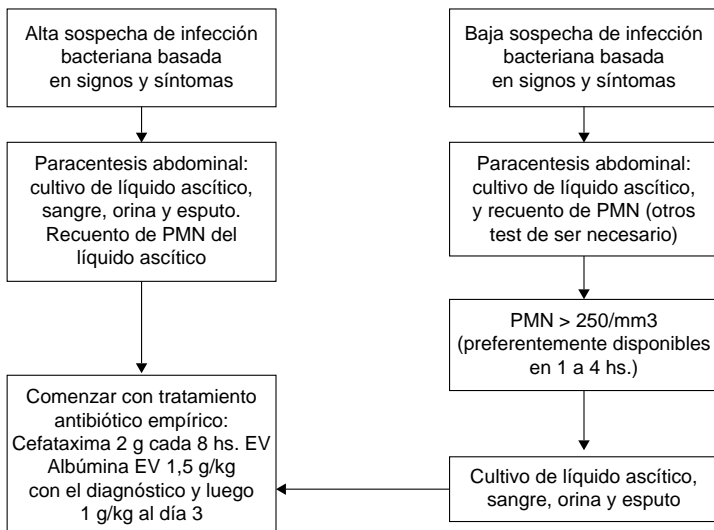 Alta sospecha de infección
bacteriana basada
en signos y síntomas
Paracentesis abdominal:
cultivo de líquido ascítico,
sangre, orina y esputo.
Recuento de PMN del
líquido ascítico
Comenzar con tratamiento
antibiótico empírico:
Cefataxima 2 g cada 8 hs. EV
Albúmina EV 1,5 g/kg
con el diagnóstico y luego
1 g/kg al día 3
Baja sospecha de infección
bacteriana basada
en signos y síntomas
Paracentesis abdominal:
cultivo de líquido ascítico,
y recuento de PMN (otros
test de ser necesario)
PMN > 250/mm3
(preferentemente disponibles
en 1 a 4 hs.)
Cultivo de líquido ascítico,
sangre, orina y esputo